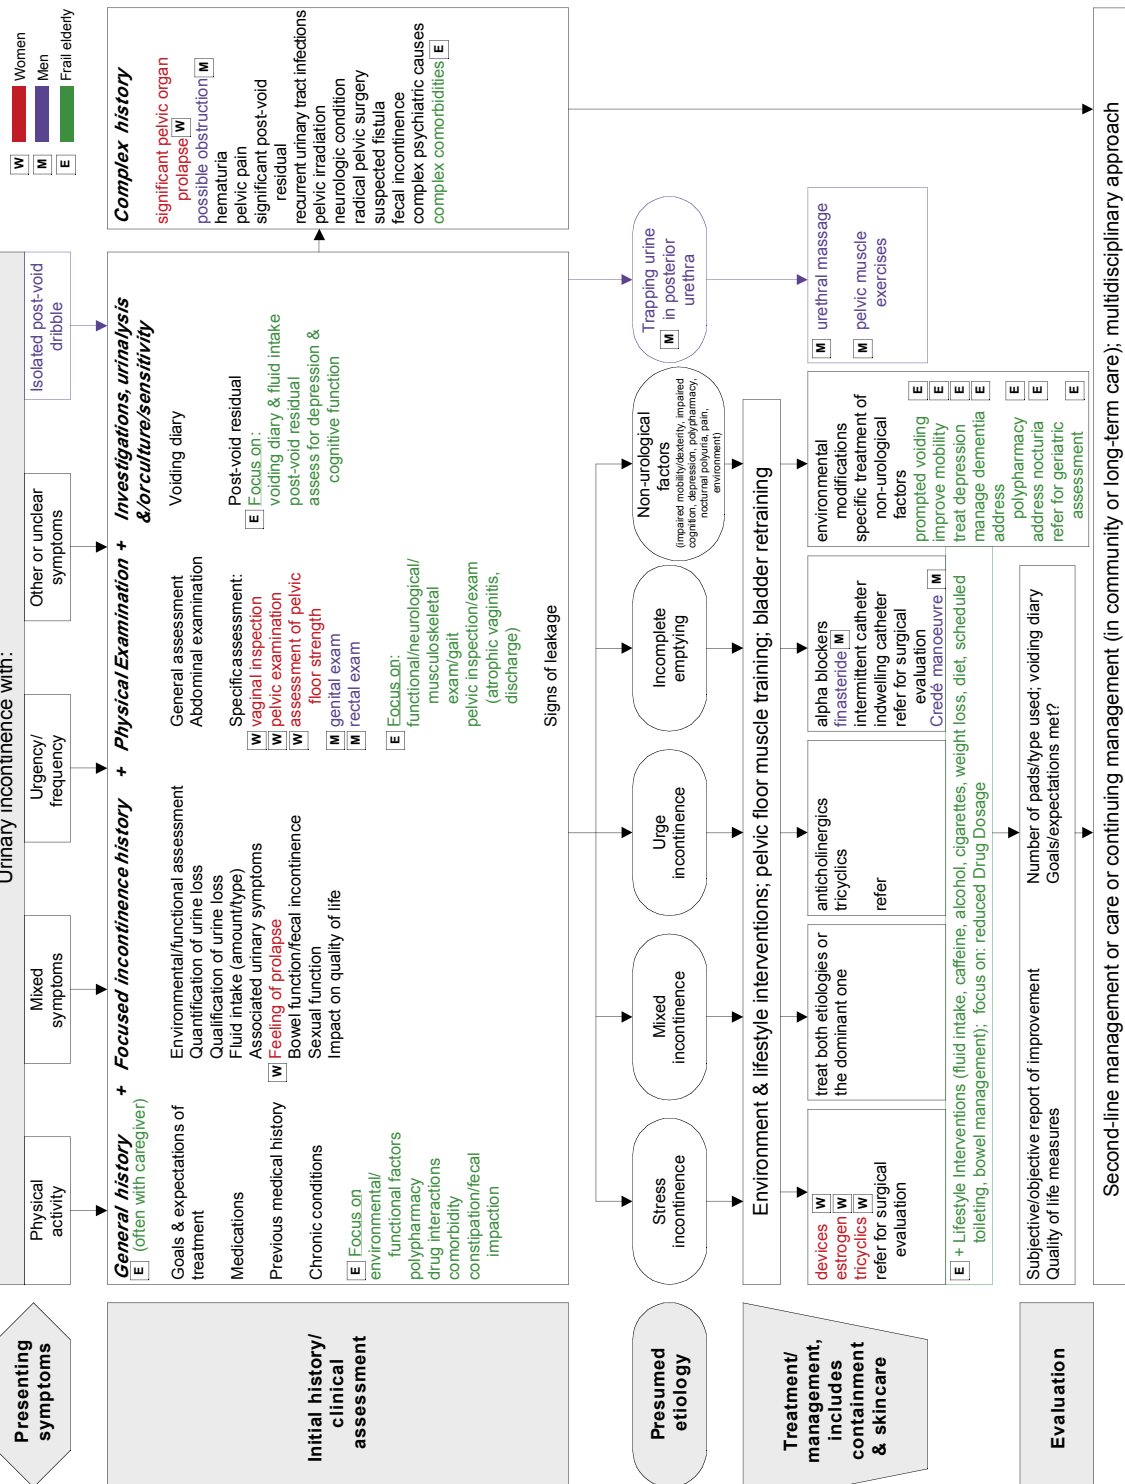 W Women
M Men
E Frail elderly
Urinary incontinence with:
Presenting
symptoms
Physical
activity
Mixed
symptoms
Urgency/
frequency
Other or unclear
symptoms
Isolated post-void
dribble
Initial history/
clinical
assessment
General history + Focused incontinence history + Physical Examination + Investigations, urinalysis
&/orculture/sensitivity
E (often with caregiver)
Goals & expectations of
treatment
Medications
Previous medical history
Chronic conditions
E Focus on
environmental/
functional factors
polypharmacy
drug interactions
comorbidity
constipation/fecal
impaction
Environmental/functional assessment
Quantification of urine loss
Qualification of urine loss
Fluid intake (amount/type)
Associated urinary symptoms
W Feeling of prolapse
Bowel function/fecal incontinence
Sexual function
Impact on quality of life
General assessment
Abdominal examination
Specificassessment:
W vaginal inspection
W pelvic examination
W assessment of pelvic
floor strength
M genital exam
M rectal exam
E Focus on:
functional/neurological/
musculoskeletal
exam/gait
pelvic inspection/exam
(atrophic vaginitis,
discharge)
Signs of leakage
Voiding diary
Post-void residual
E Focus on:
voiding diary & fluid intake
post-void residual
assess for depression &
cognitive function
Complex history
significant pelvic organ
prolapse W
possible obstruction M
hematuria
pelvic pain
significant post-void
residual
recurrent urinary tract infections
pelvic irradiation
neurologic condition
radical pelvic surgery
suspected fistula
fecal incontinence
complex psychiatric causes
complex comorbidities E
Presumed
etiology
Stress
incontinence
Mixed
incontinence
Urge
incontinence
Incomplete
emptying
Non-urological
factors
(impaired mobility/dexterity, impaired
cognition, depression, polypharmacy,
nocturnal polyuria, pain,
environment)
Trapping urine
M in posterior
urethra
Treatment/
management,
includes
containment
& skincare
Environment & lifestyle interventions; pelvic floor muscle training; bladder retraining
devices W
estrogen W
tricyclics W
refer for surgical
evaluation
treat both etiologies or
the dominant one
anticholinergics
tricyclics
refer
alpha blockers
finasteride M
intermittent catheter
indwelling catheter
refer for surgical
evaluation
Credé manoeuvre M
environmental
modifications
specific treatment of
non-urological
factors
prompted voiding E
improve mobility E
treat depression E
manage dementia E
address
polypharmacy E
address nocturia E
refer for geriatric
assessment E
M urethral massage
M pelvic muscle
exercises
E + Lifestyle Interventions (fluid intake, caffeine, alcohol, cigarettes, weight loss, diet, scheduled
toileting, bowel management); focus on: reduced Drug Dosage
Evaluation
Subjective/objective report of improvement
Quality of life measures
Number of pads/type used; voiding diary
Goals/expectations met?
Second-line management or care or continuing management (in community or long-term care); multidisciplinary approach